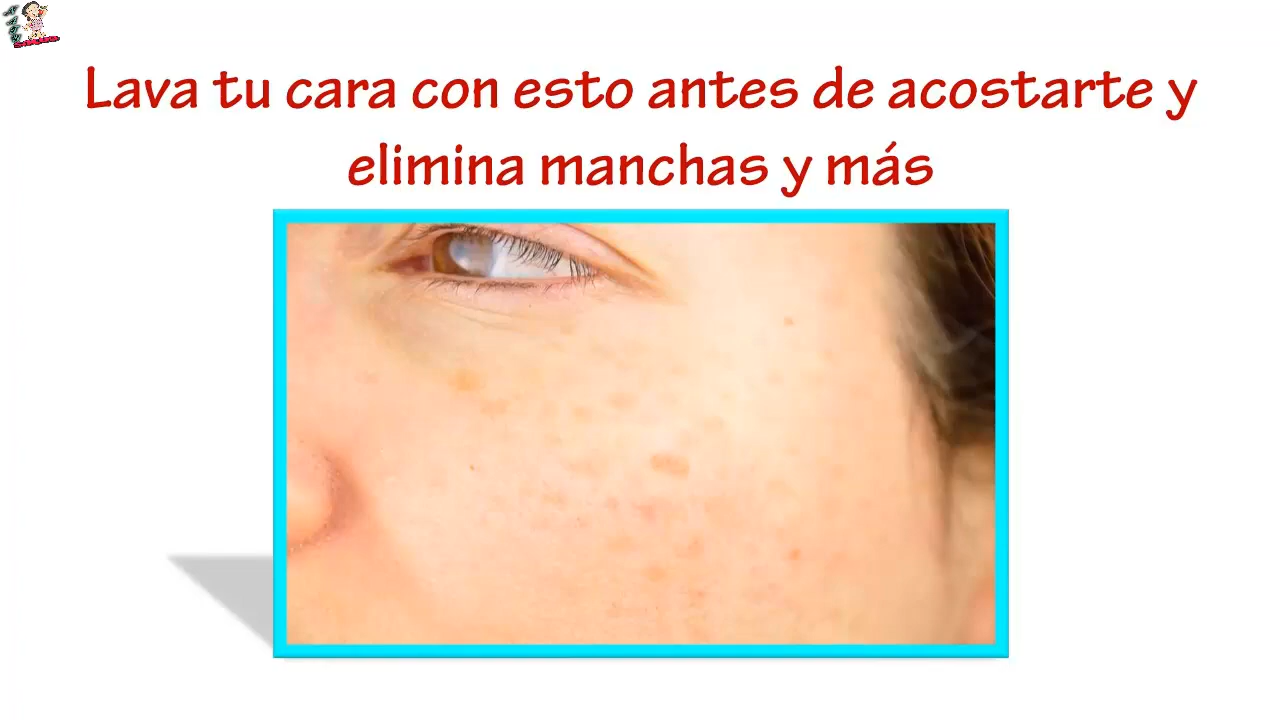 Lava tu cara con esto antes de acostarte y
elimina manchas y más